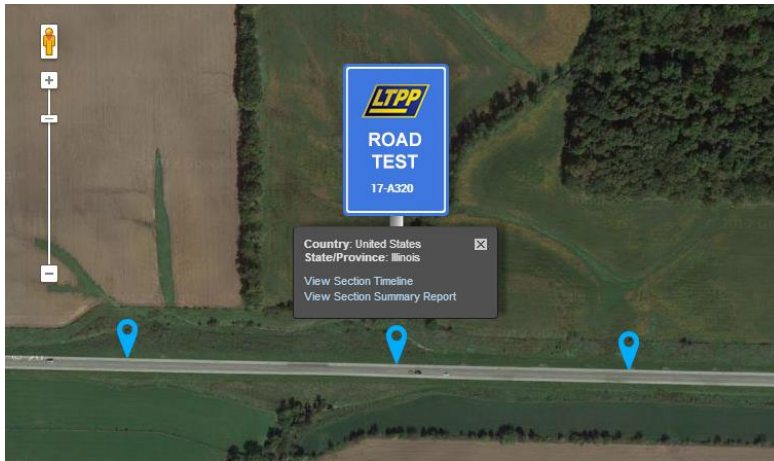 LTPP
ROAD
TEST
17-A320
Country: United States
State/Province: Illinois
View Section Timeline
View Section Summary Report